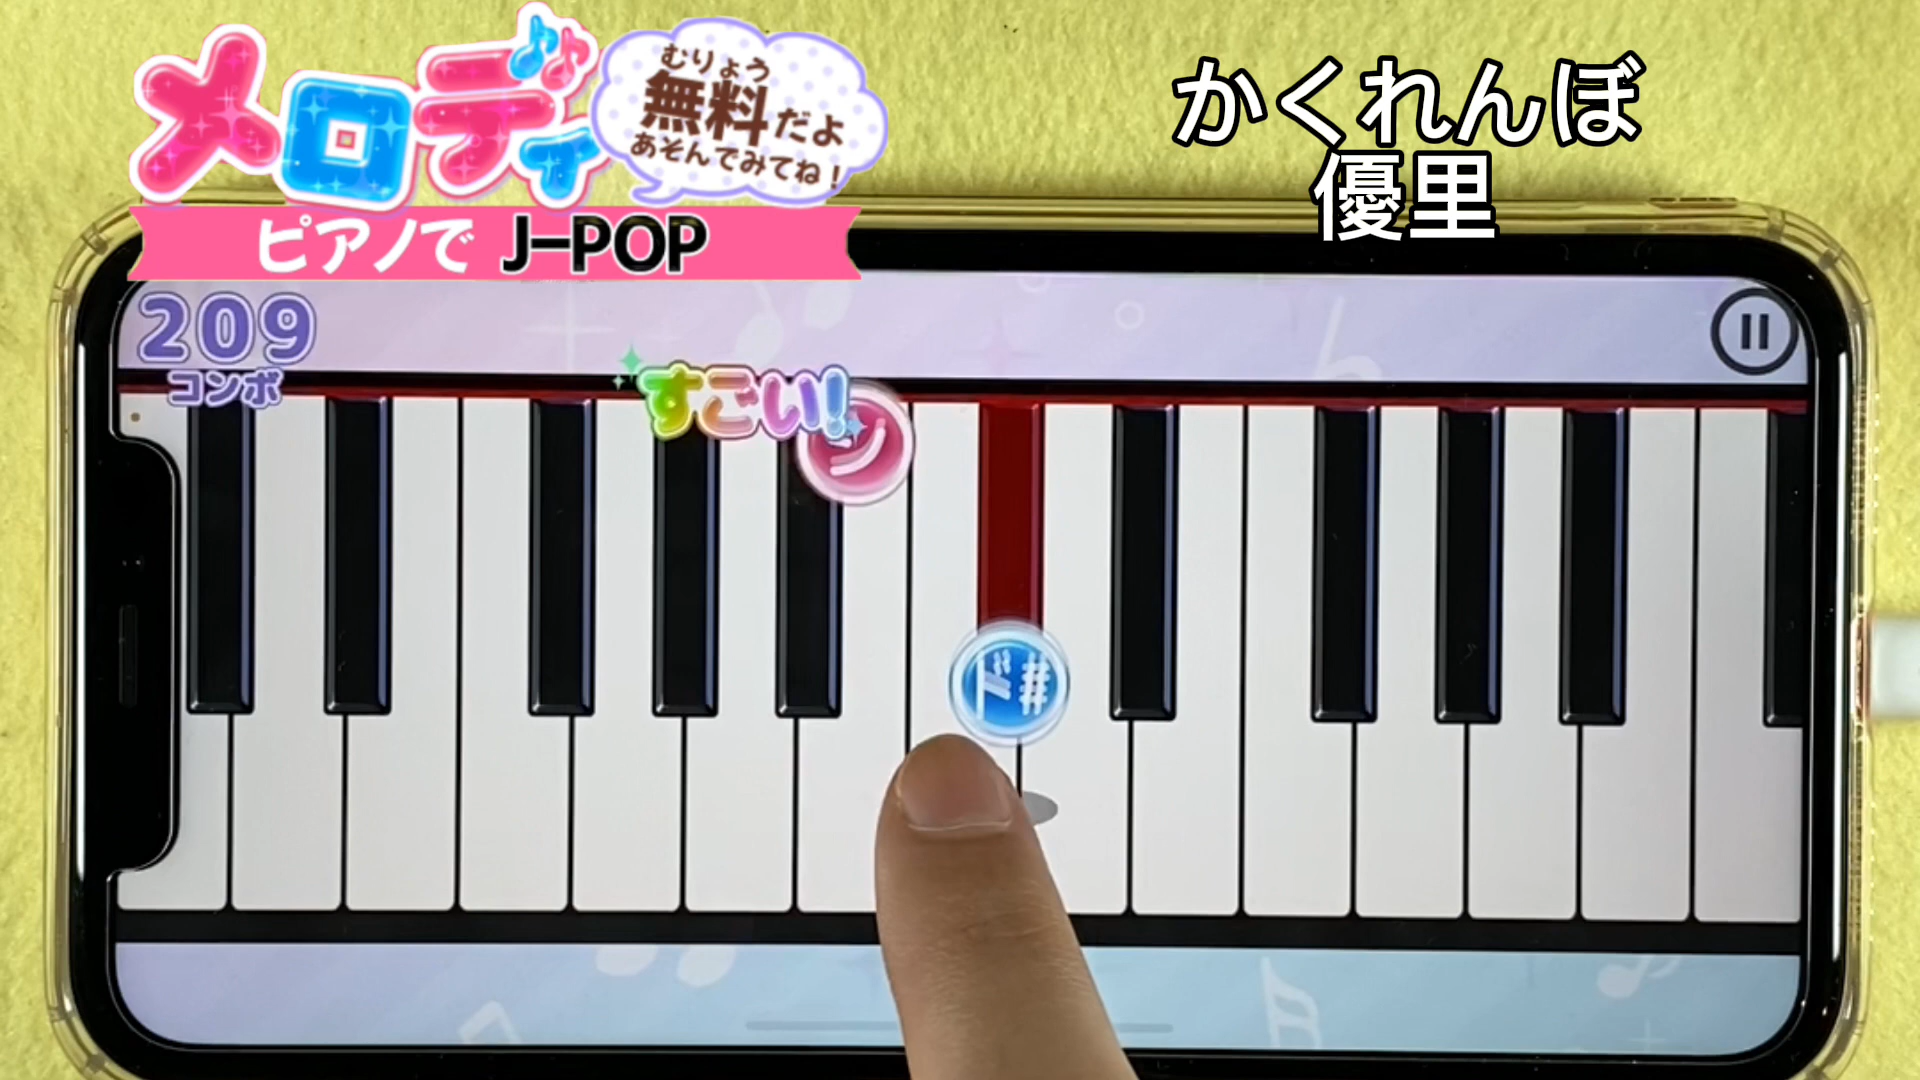 メロディ
むりょう
無料だよ
あそんでみてね!
ピアノで J-POP
かくれんぼ
優里
209
コンボ
すごい!
シ
ド#